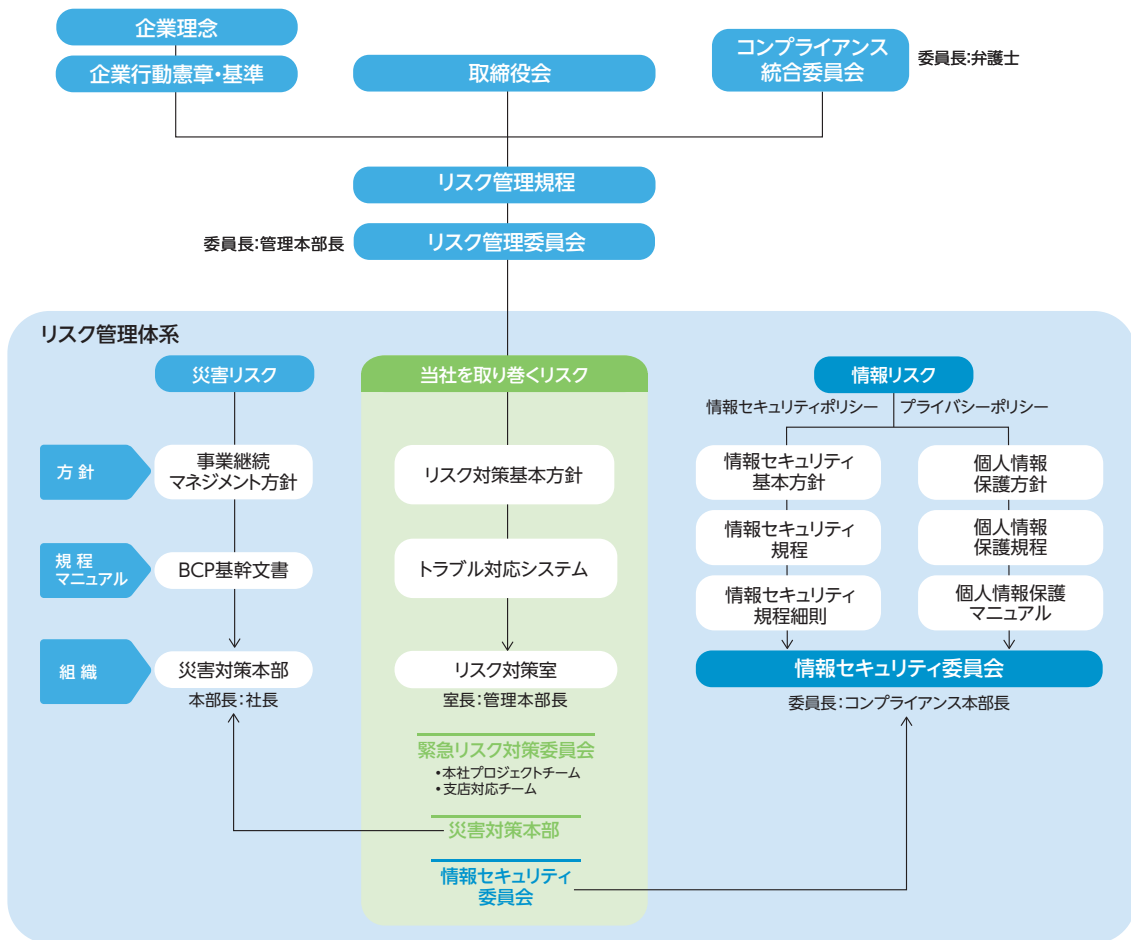 企業理念
企業行動憲章・基準
取締役会
コンプライアンス
統合委員会
委員長:弁護士
リスク管理規程
委員長:管理本部長
リスク管理委員会
リスク管理体系
災害リスク
当社を取り巻くリスク
情報リスク
情報セキュリティポリシー
プライバシーポリシー
方針
事業継続
マネジメント方針
リスク対策基本方針
情報セキュリティ
基本方針
個人情報
保護方針
規程
マニュアル
BCP基幹文書
トラブル対応システム
情報セキュリティ
規程
個人情報
保護規程
情報セキュリティ
規程細則
個人情報保護
マニュアル
組織
災害対策本部
本部長:社長
リスク対策室
室長:管理本部長
情報セキュリティ委員会
委員長:コンプライアンス本部長
緊急リスク対策委員会
・本社プロジェクトチーム
・支店対応チーム
災害対策本部
情報セキュリティ
委員会